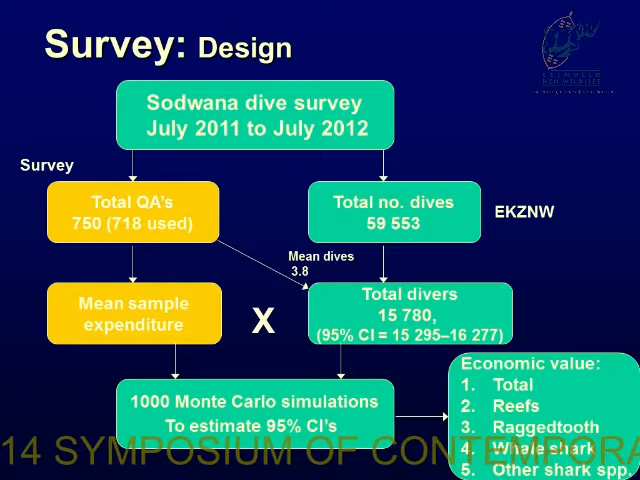 Survey: Design
Sodwana dive survey
July 2011 to July 2012
Survey
Total QA's
750 (718 used)
Total no. dives
59 553
EKZNW
Mean dives
3.8
Mean sample
expenditure
X
Total divers
15 780,
(95% CI = 15 295–16 277)
1000 Monte Carlo simulations
To estimate 95% CI's
Economic value:
1. Total
2. Reefs
3. Raggedtooth
4. Whale shark
5. Other shark spp.
14 SYMPOSIUM OF CONTEMPORA